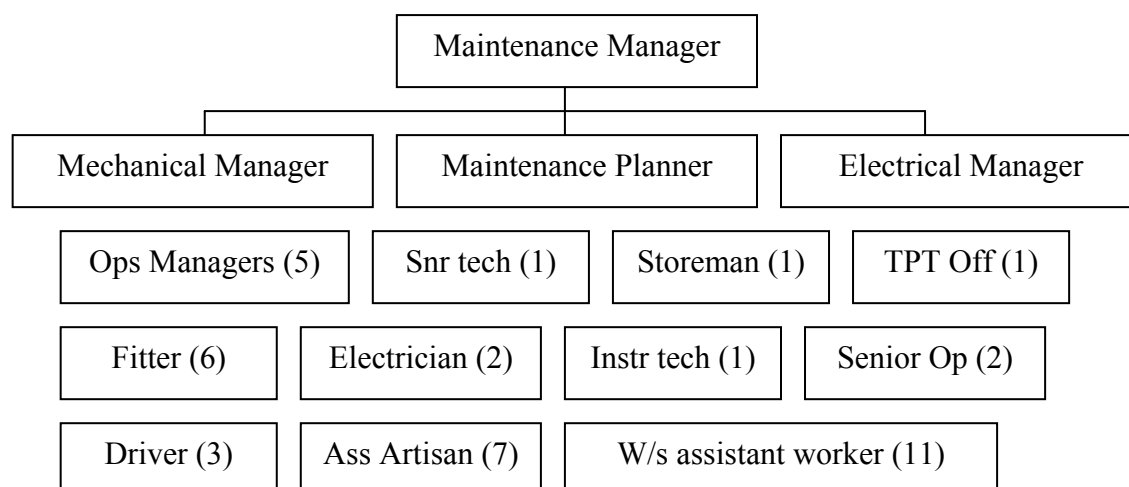 Maintenance Manager
Mechanical Manager
Maintenance Planner
Electrical Manager
Ops Managers (5)
Snr tech (1)
Storeman (1)
TPT Off (1)
Fitter (6)
Electrician (2)
Instr tech (1)
Senior Op (2)
Driver (3)
Ass Artisan (7)
W/s assistant worker (11)